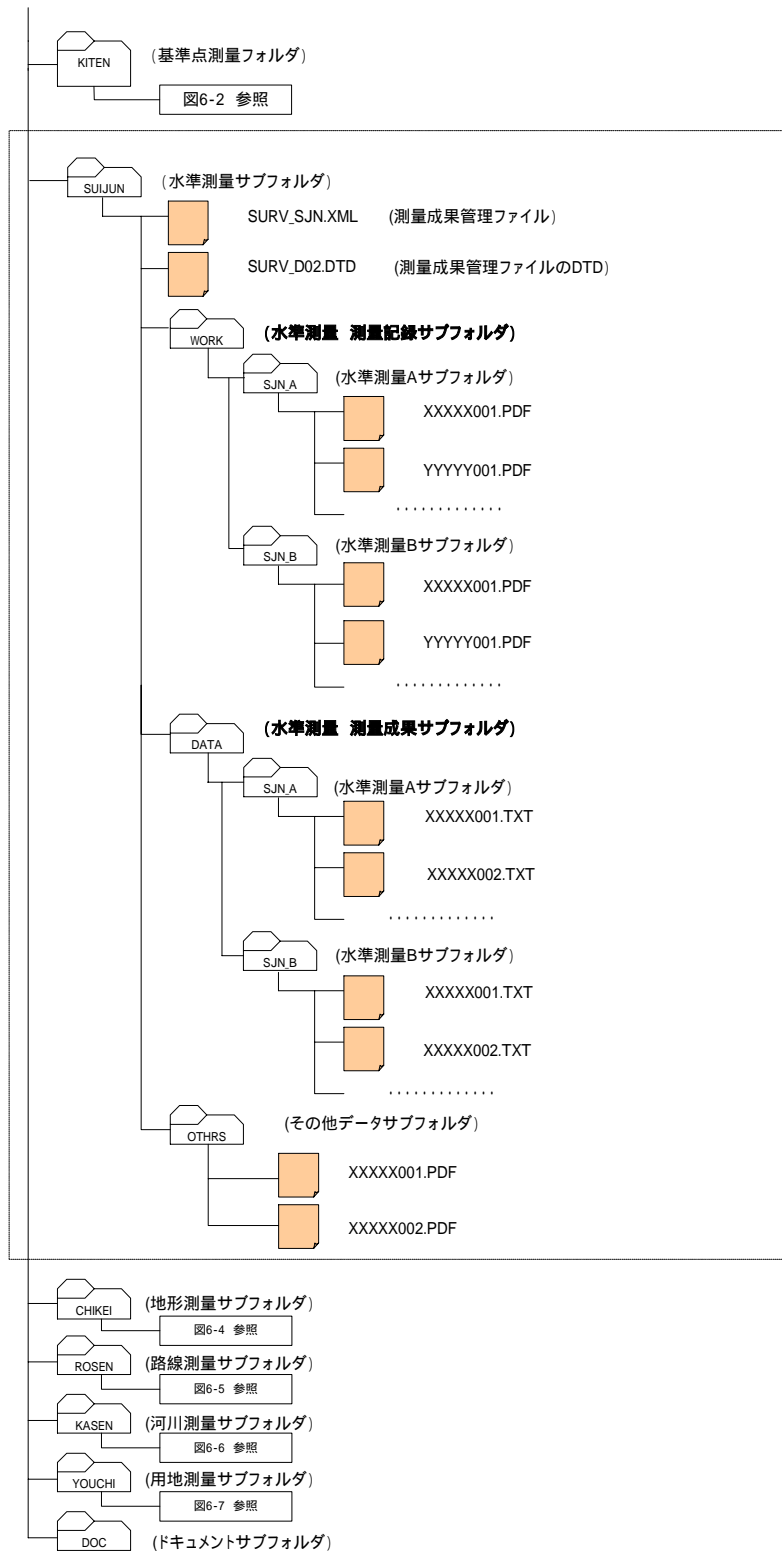 KITEN (基準点測量フォルダ)
図6-2 参照
SUIJUN (水準測量サブフォルダ)
SURV_SJN.XML (測量成果管理ファイル)
SURV_D02.DTD (測量成果管理ファイルのDTD)
WORK (水準測量 測量記録サブフォルダ)
SJN_A (水準測量Aサブフォルダ)
XXXXX001.PDF
YYYYY001.PDF
.............
SJN_B (水準測量Bサブフォルダ)
XXXXX001.PDF
YYYYY001.PDF
.............
DATA (水準測量 測量成果サブフォルダ)
SJN_A (水準測量Aサブフォルダ)
XXXXX001.TXT
XXXXX002.TXT
.............
SJN_B (水準測量Bサブフォルダ)
XXXXX001.TXT
XXXXX002.TXT
.............
OTHRS (その他データサブフォルダ)
XXXXX001.PDF
XXXXX002.PDF
CHIKEI (地形測量サブフォルダ)
図6-4 参照
ROSEN (路線測量サブフォルダ)
図6-5 参照
KASEN (河川測量サブフォルダ)
図6-6 参照
YOUCHI (用地測量サブフォルダ)
図6-7 参照
DOC (ドキュメントサブフォルダ)